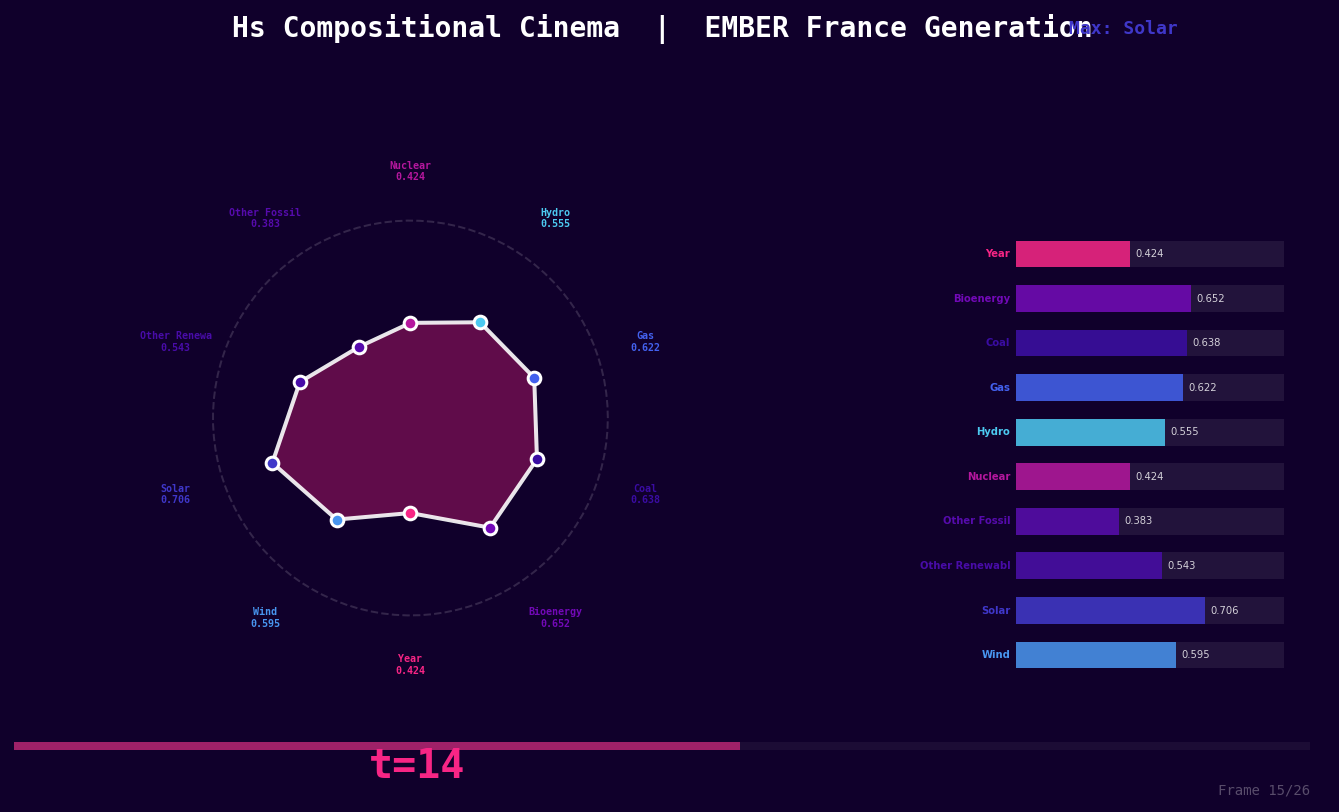 Hs Compositional Cinema | EMBER France Generation
Max: Solar
Nuclear
0.424
Other Fossil
0.383
Hydro
0.555
Other Renewa
0.543
Gas
0.622
Solar
0.706
Coal
0.638
Wind
0.595
Bioenergy
0.652
Year
0.424
Year 0.424
Bioenergy 0.652
Coal 0.638
Gas 0.622
Hydro 0.555
Nuclear 0.424
Other Fossil 0.383
Other Renewabl 0.543
Solar 0.706
Wind 0.595
t=14
Frame 15/26